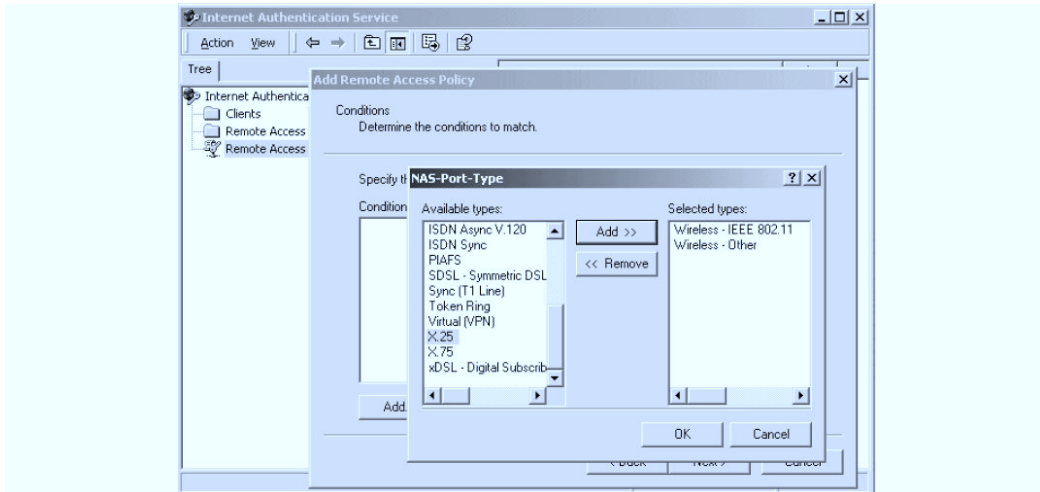 Internet Authentication Service
Action View
Tree
Add Remote Access Policy
Internet Authentica
Clients
Remote Access
Remote Access
Conditions
Determine the conditions to match.
Specify th
Condition
NAS-Port-Type
Available types:
ISDN Async V.120
ISDN Sync
PIAFS
SDSL - Symmetric DSL
Sync (T1 Line)
Token Ring
Virtual (VPN)
X.25
X.75
xDSL - Digital Subscrib
Add >>
<< Remove
Selected types:
Wireless - IEEE 802.11
Wireless - Other
Add.
OK Cancel
< Back Next > Cancel